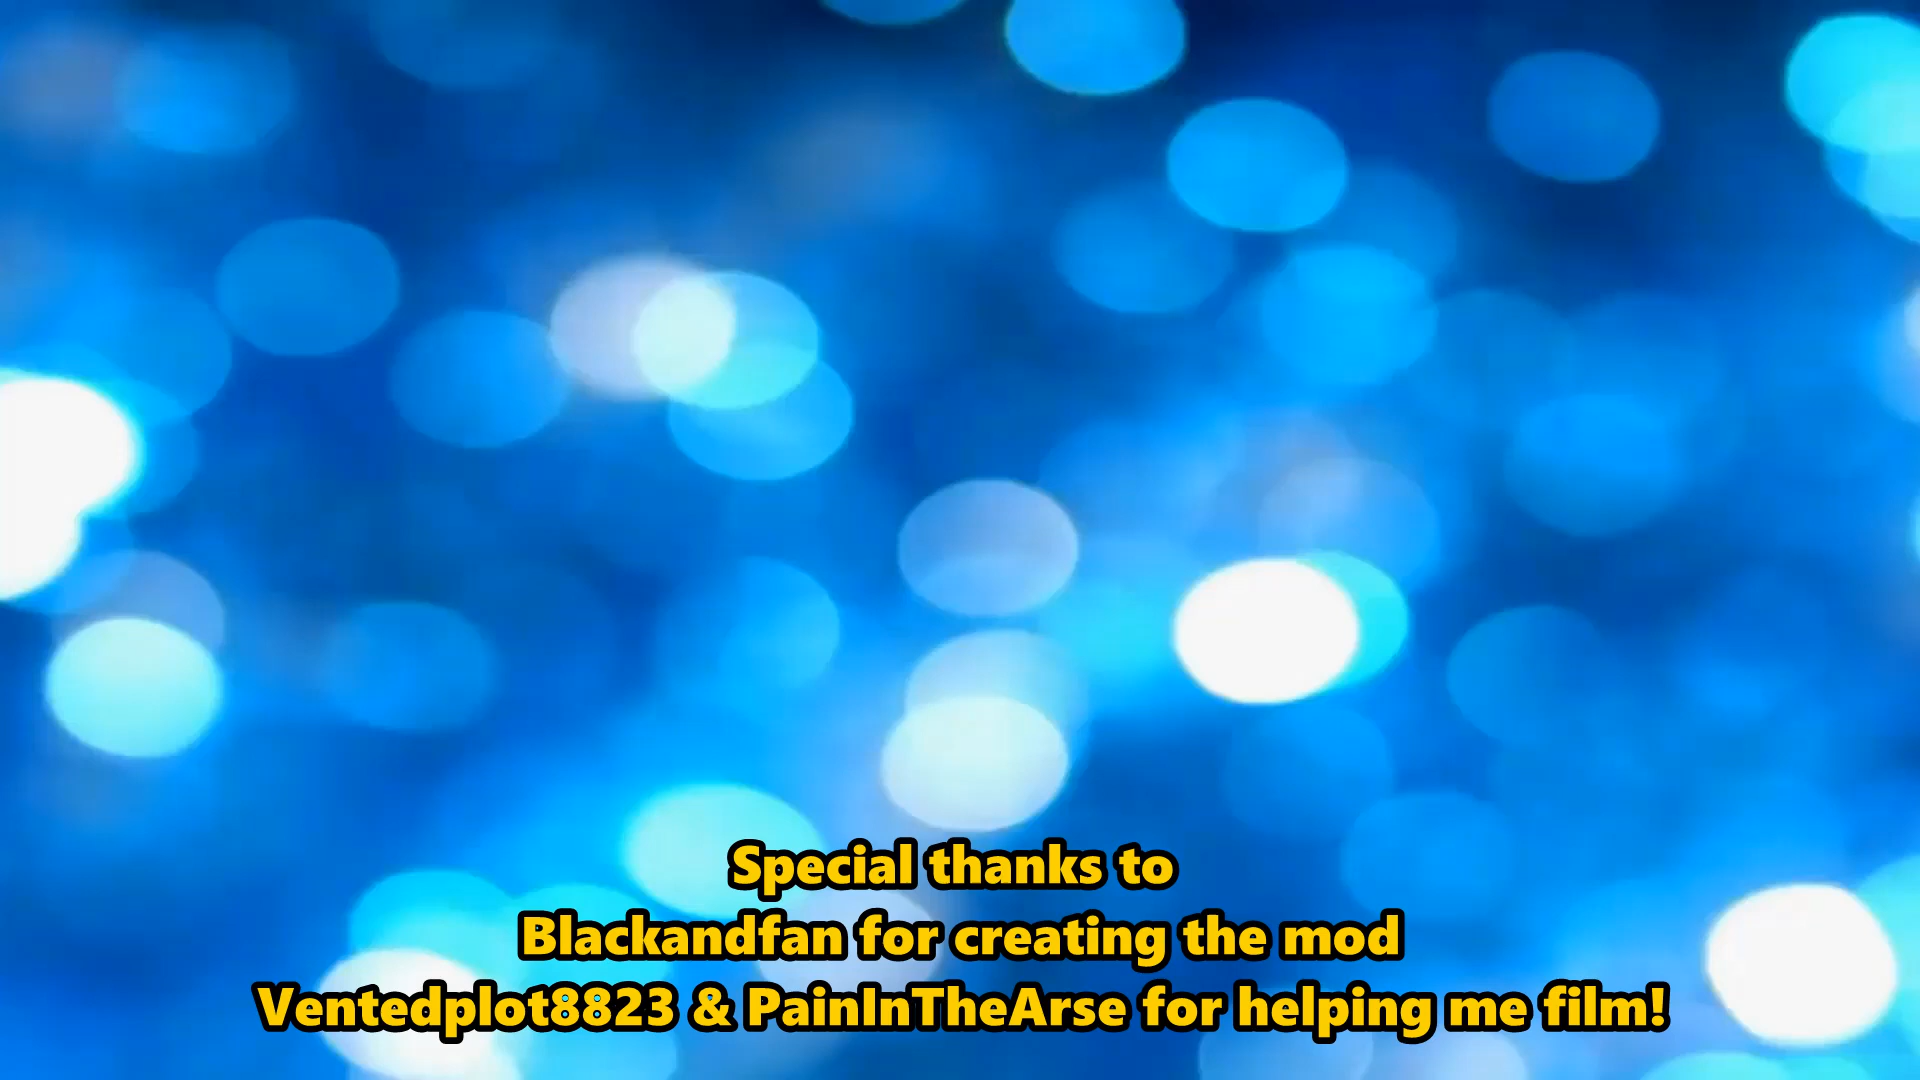 Special thanks to
Blackandfan for creating the mod
Ventedplot8823 & PainInTheArse for helping me film!